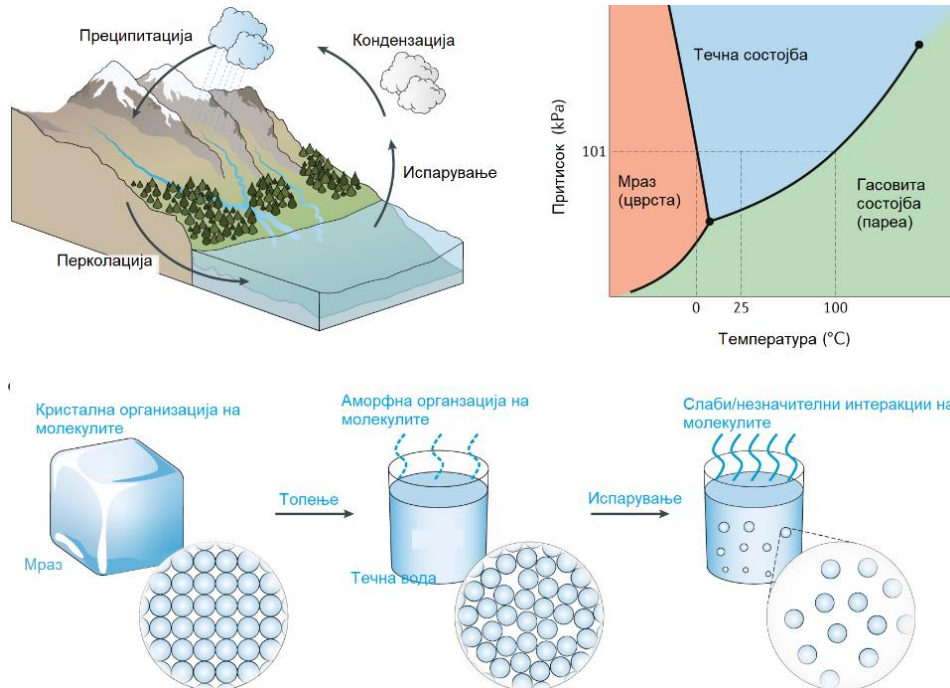 Преципитација
Кондензација
Испарување
Перколација
Притисок (kPa)
Течна состојба
101
Мраз
(цврста)
Гасовита
состојба
(пареа)
0
25
100
Температура (°C)
Кристална организација на
молекулите
Мраз
Топење
Аморфна органзација на
молекулите
Течна вода
Испарување
Слаби/незначителни интеракции на
молекулите